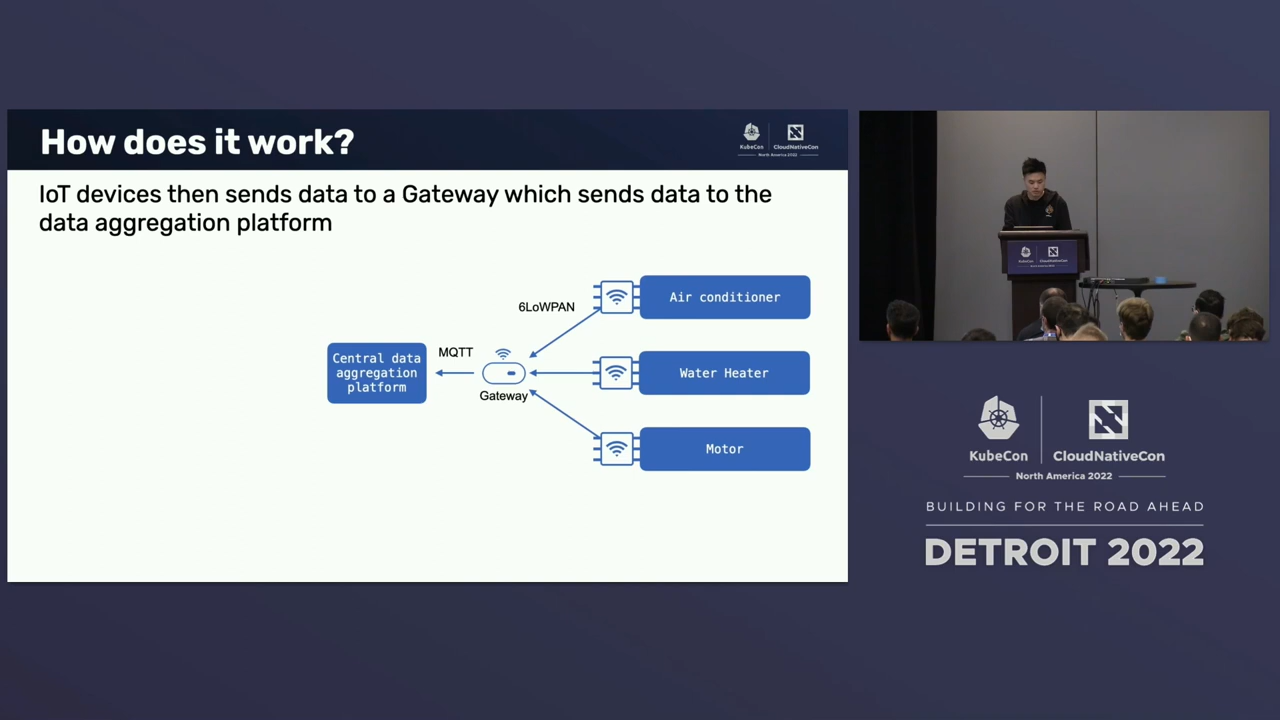 How does it work?
KubeCon
CloudNativeCon
North America 2022
IoT devices then sends data to a Gateway which sends data to the
data aggregation platform
6LoWPAN
Air conditioner
MQTT
Central data
aggregation
platform
Gateway
Water Heater
Motor
KubeCon
CloudNativeCon
KubeCon
CloudNativeCon
North America 2022
BUILDING FOR THE ROAD AHEAD
DETROIT 2022